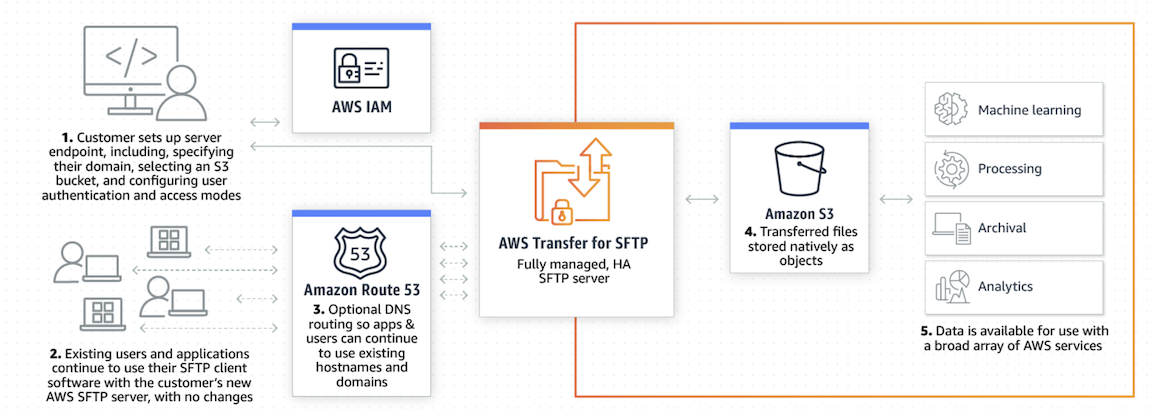 AWS IAM
1. Customer sets up server
endpoint, including, specifying
their domain, selecting an S3
bucket, and configuring user
authentication and access modes
2. Existing users and applications
continue to use their SFTP client
software with the customer's new
AWS SFTP server, with no changes
53
Amazon Route 53
3. Optional DNS
routing so apps &
users can continue
to use existing
hostnames and
domains
AWS Transfer for SFTP
Fully managed, HA
SFTP server
Amazon S3
4. Transferred files
stored natively as
objects
Machine learning
Processing
Archival
Analytics
5. Data is available for use with
a broad array of AWS services